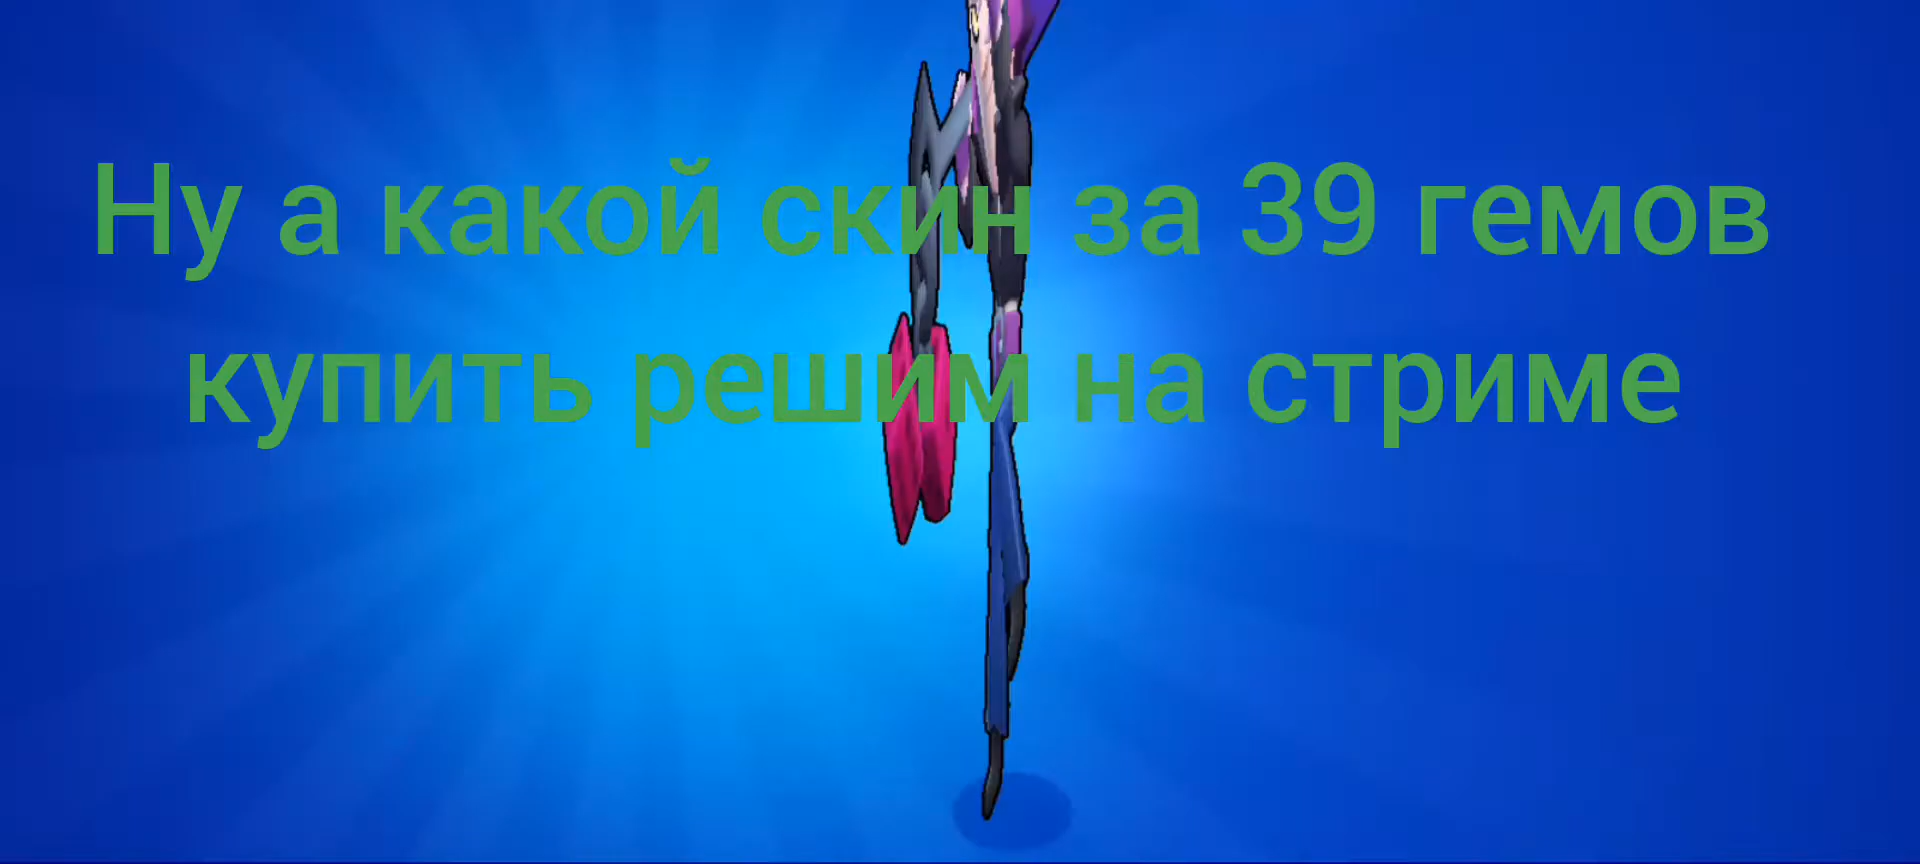 Ну а какой скин за 39 гемов
купить решим на стриме